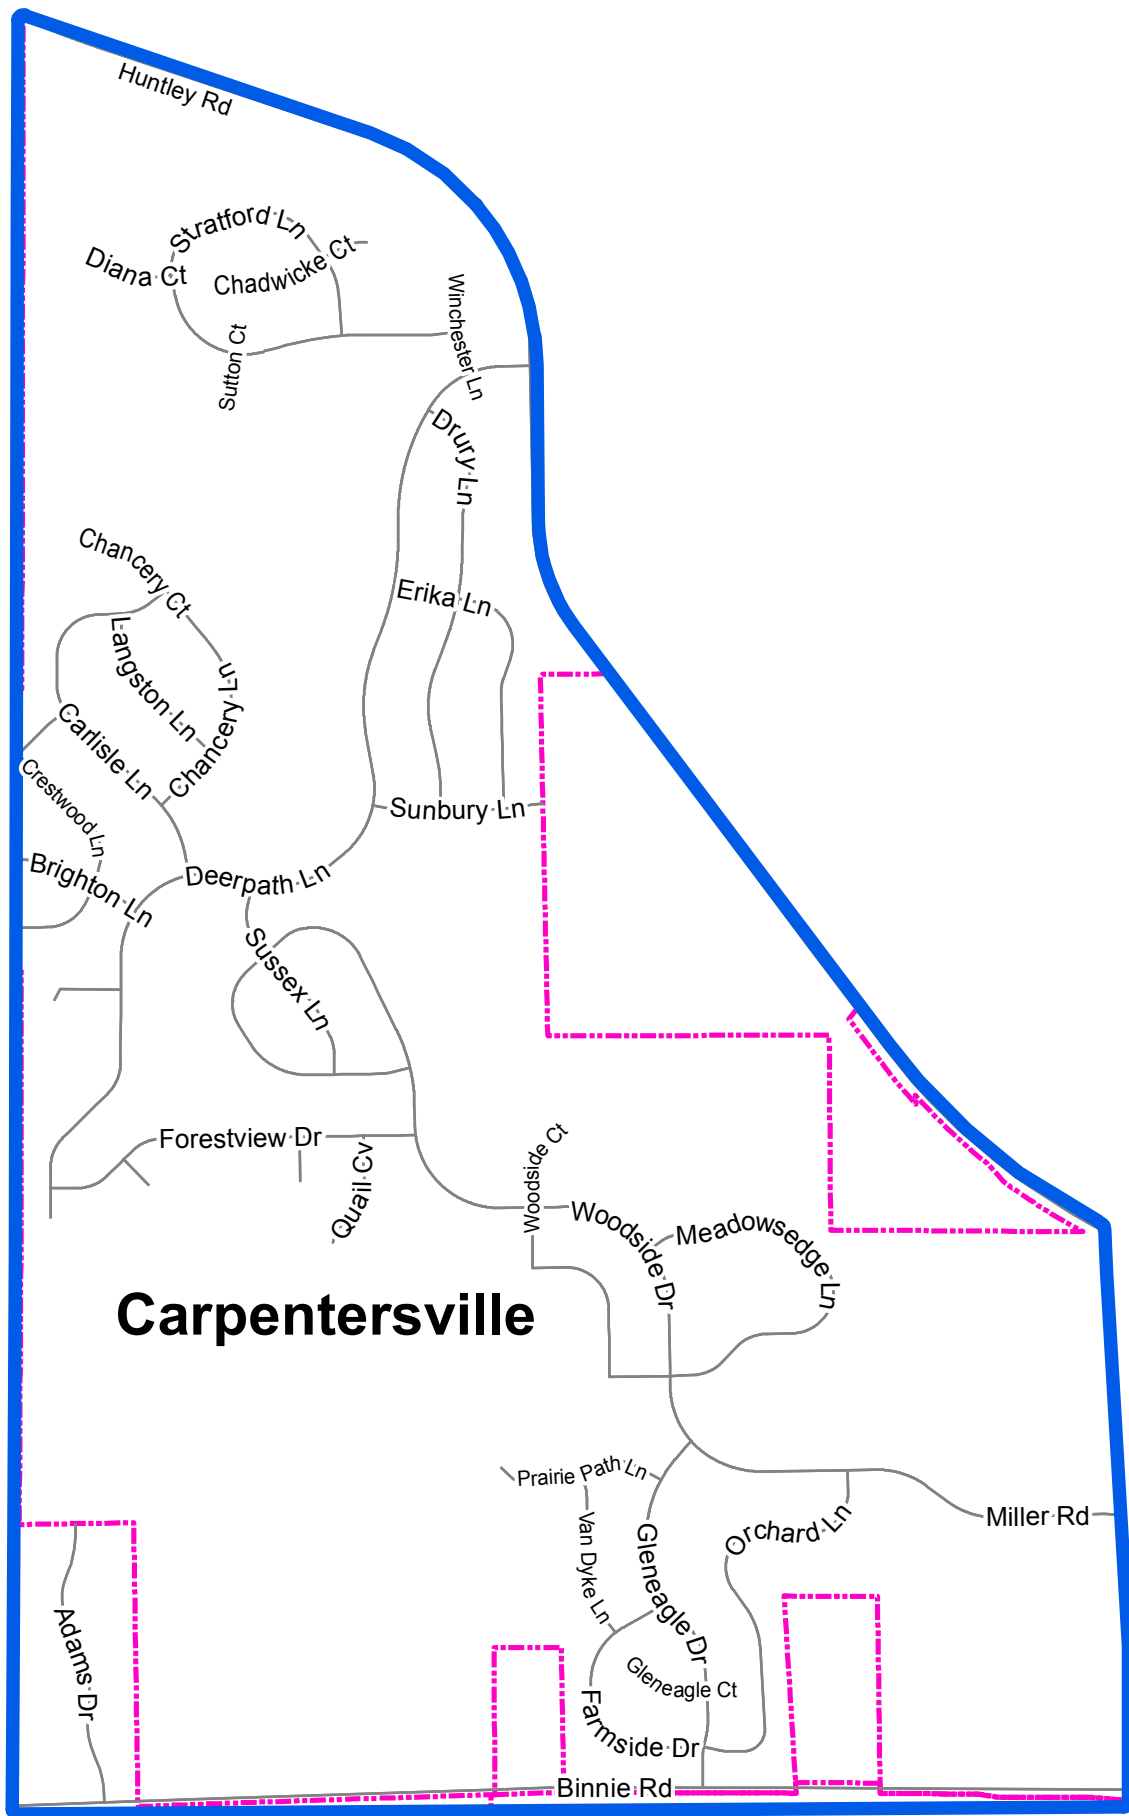 Huntley Rd
Stratford Ln
Diana Ct
Chadwicke Ct
Sutton Ct
Winchester Ln
Drury Ln
Chancery Ct
Erika Ln
Langston Ln
Chancery Ln
Carlisle Ln
Crestwood Ln
Sunbury Ln
Brighton Ln
Deerpath Ln
Sussex Ln
Forestview Dr
Quail Cv
Woodside Ct
Woodside Dr
Meadowsedge Ln
Carpentersville
Prairie Path Ln
Van Dyke Ln
Gleneagle Dr
Orchard Ln
Miller Rd
Adams Dr
Gleneagle Ct
Farmside Dr
Binnie Rd